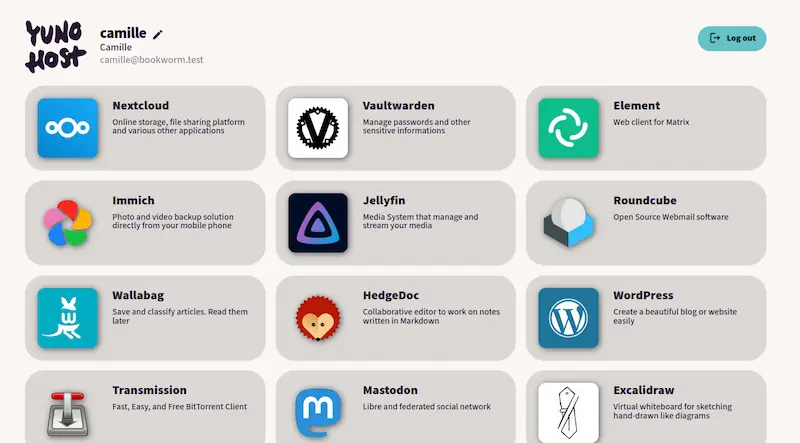 YUNO
HOST
camille
Camille
camille@bookworm.test
Log out
Nextcloud
Online storage, file sharing platform
and various other applications
Vaultwarden
Manage passwords and other
sensitive informations
Element
Web client for Matrix
Immich
Photo and video backup solution
directly from your mobile phone
Jellyfin
Media System that manage and
stream your media
Roundcube
Open Source Webmail software
Wallabag
Save and classify articles. Read them
later
HedgeDoc
Collaborative editor to work on notes
written in Markdown
WordPress
Create a beautiful blog or website
easily
Transmission
Fast, Easy, and Free BitTorrent Client
Mastodon
Libre and federated social network
Excalidraw
Virtual whiteboard for sketching
hand-drawn like diagrams